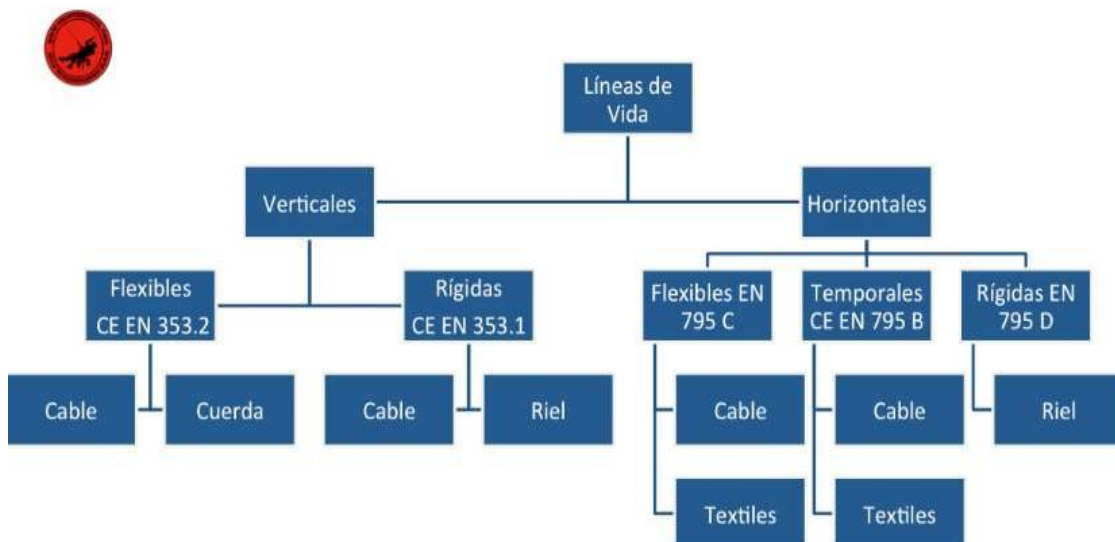 Líneas de
Vida
Verticales
Horizontales
Flexibles
CE EN 353.2
Rígidas
CE EN 353.1
Flexibles EN
795 C
Temporales
CE EN 795 B
Rígidas EN
795 D
Cable
Cuerda
Cable
Riel
Cable
Cable
Riel
Textiles
Textiles